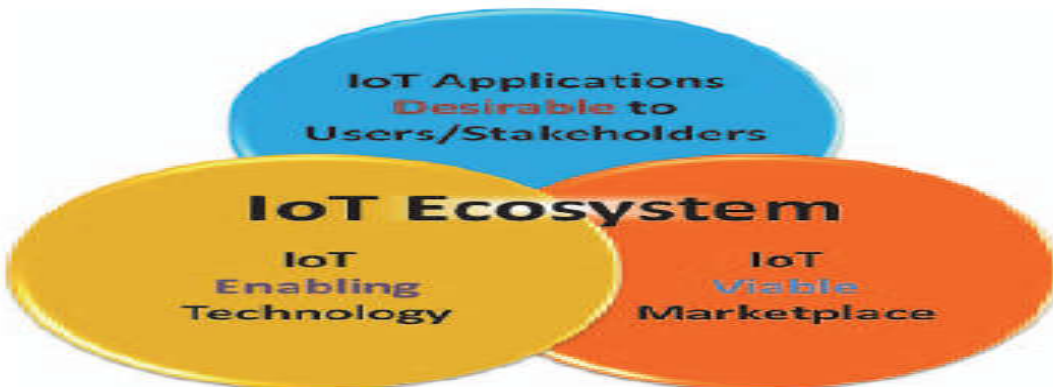 IoT Applications
Desirable to
Users/Stakeholders
IoT Ecosystem
IoT
Enabling
Technology
IoT
Viable
Marketplace